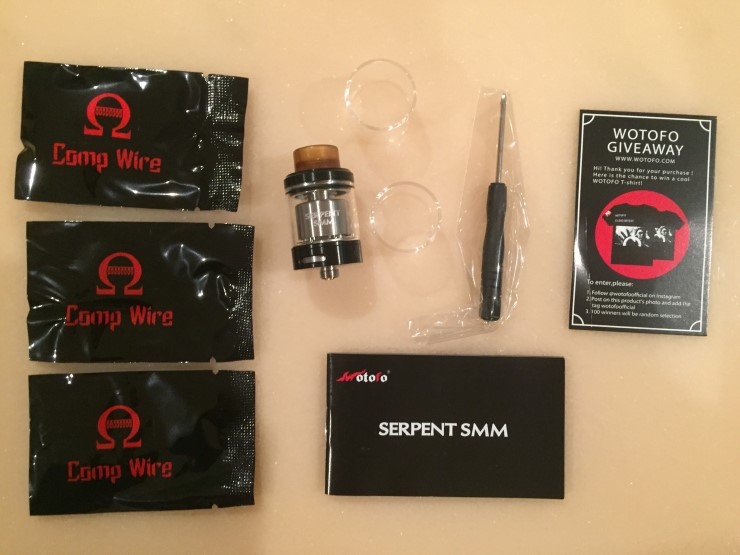 Comp Wire
Comp Wire
Comp Wire
SERPENT
SMM
Wotofo®
SERPENT SMM
WOTOFO
GIVEAWAY
WWW.WOTOFO.COM
Hi! Thank you for your purchase!
Here is the chance to win a cool
WOTOFO T-shirt!
To enter,please:
1. Follow @wotofoofficial on Instagram
2. Post on this product's photo and add the
tag wotofoofficial
3. 100 winners will be random selection